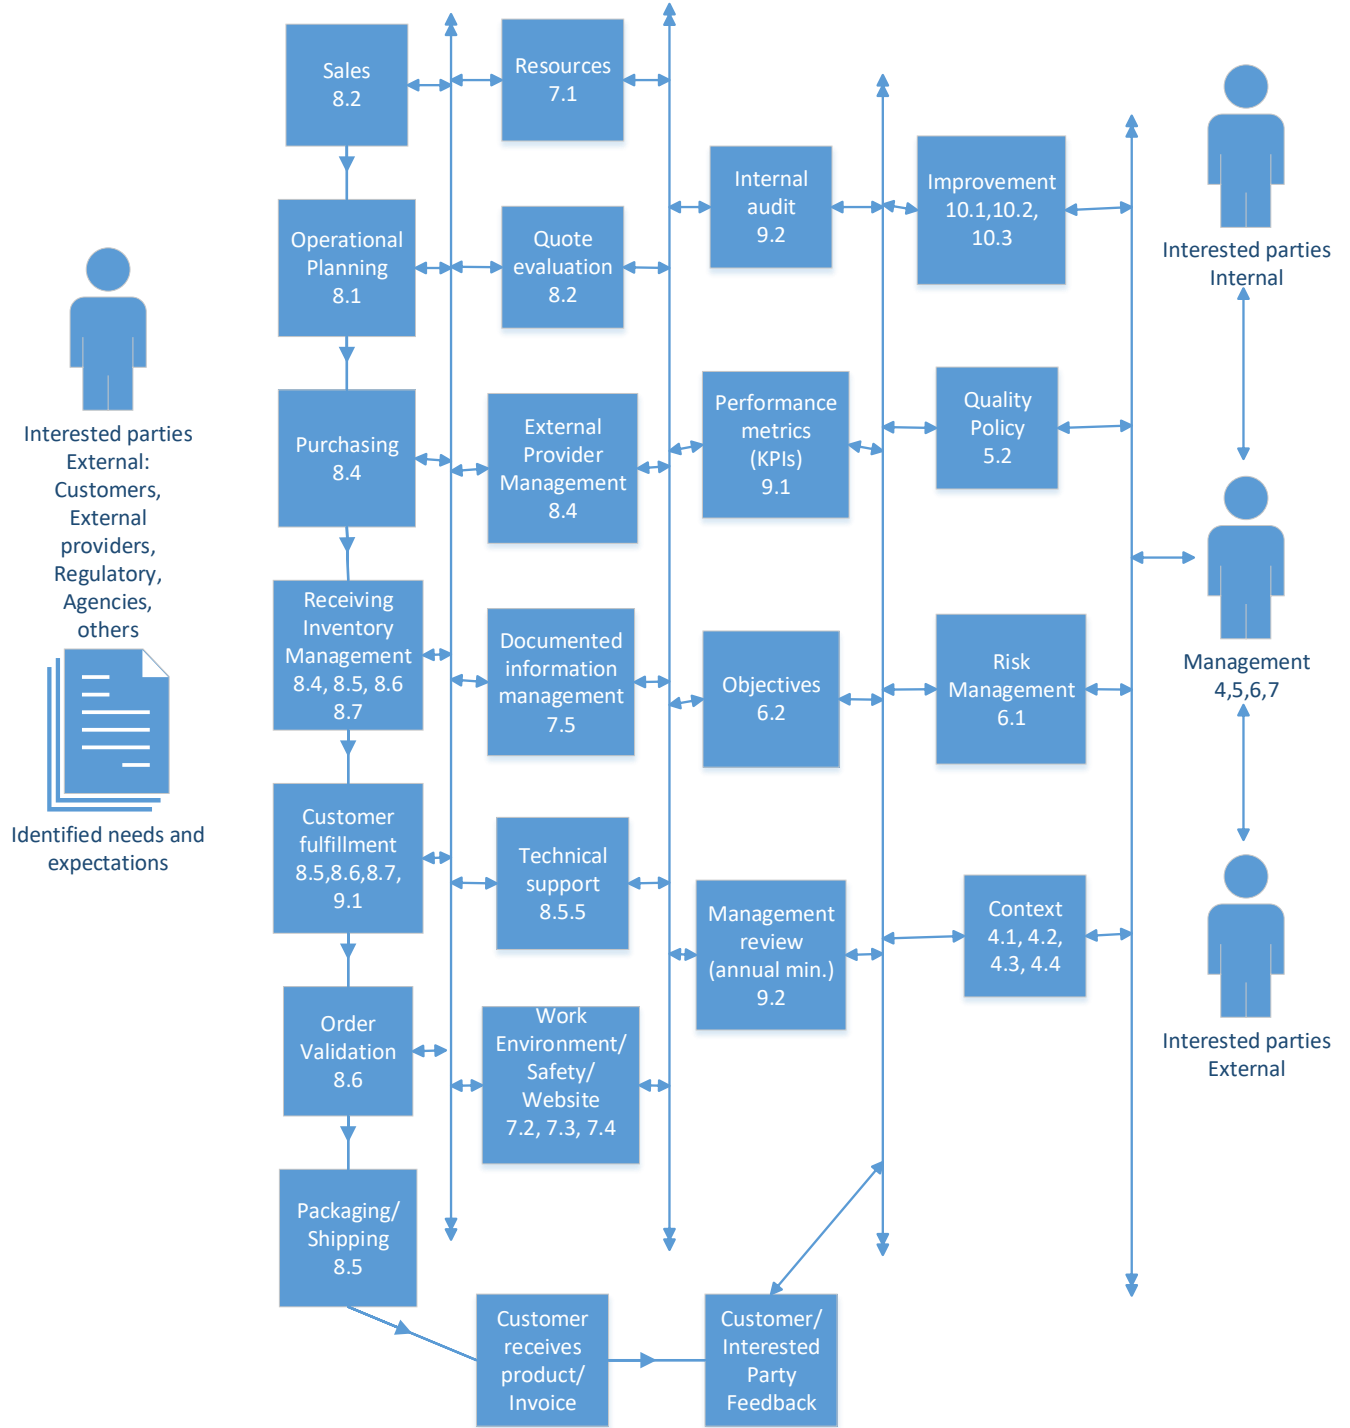 Interested parties
External:
Customers,
External
providers,
Regulatory,
Agencies,
others
Identified needs and
expectations
Sales
8.2
Operational
Planning
8.1
Purchasing
8.4
Receiving
Inventory
Management
8.4, 8.5, 8.6
8.7
Customer
fulfillment
8.5,8.6,8.7,
9.1
Order
Validation
8.6
Packaging/
Shipping
8.5
Resources
7.1
Quote
evaluation
8.2
External
Provider
Management
8.4
Documented
information
management
7.5
Technical
support
8.5.5
Work
Environment/
Safety/
Website
7.2, 7.3, 7.4
Customer
receives
product/
Invoice
Internal
audit
9.2
Performance
metrics
(KPIs)
9.1
Objectives
6.2
Management
review
(annual min.)
9.2
Customer/
Interested
Party
Feedback
Improvement
10.1,10.2,
10.3
Quality
Policy
5.2
Risk
Management
6.1
Context
4.1, 4.2,
4.3, 4.4
Interested parties
Internal
Management
4,5,6,7
Interested parties
External